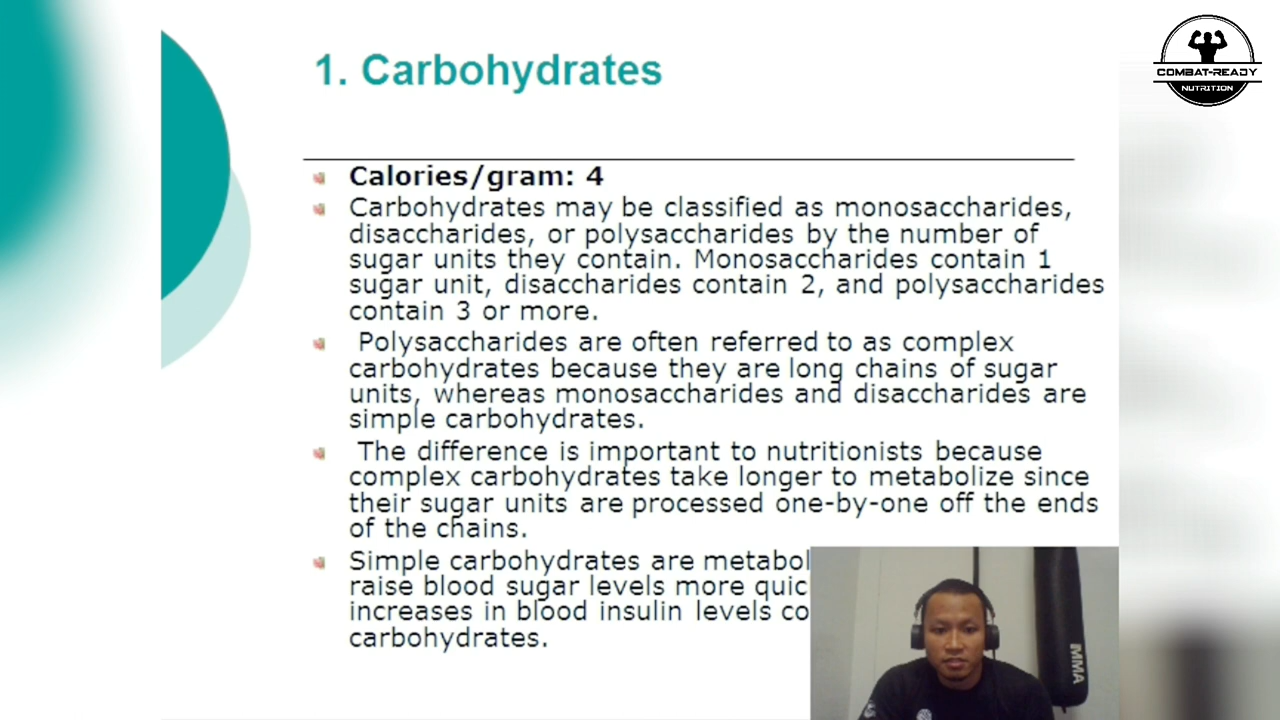 1. Carbohydrates
COMBAT-READY
NUTRITION
Calories/gram: 4
Carbohydrates may be classified as monosaccharides,
disaccharides, or polysaccharides by the number of
sugar units they contain. Monosaccharides contain 1
sugar unit, disaccharides contain 2, and polysaccharides
contain 3 or more.
Polysaccharides are often referred to as complex
carbohydrates because they are long chains of sugar
units, whereas monosaccharides and disaccharides are
simple carbohydrates.
The difference is important to nutritionists because
complex carbohydrates take longer to metabolize since
their sugar units are processed one-by-one off the ends
of the chains.
Simple carbohydrates are metabol
raise blood sugar levels more quic
increases in blood insulin levels co
carbohydrates.
MMA